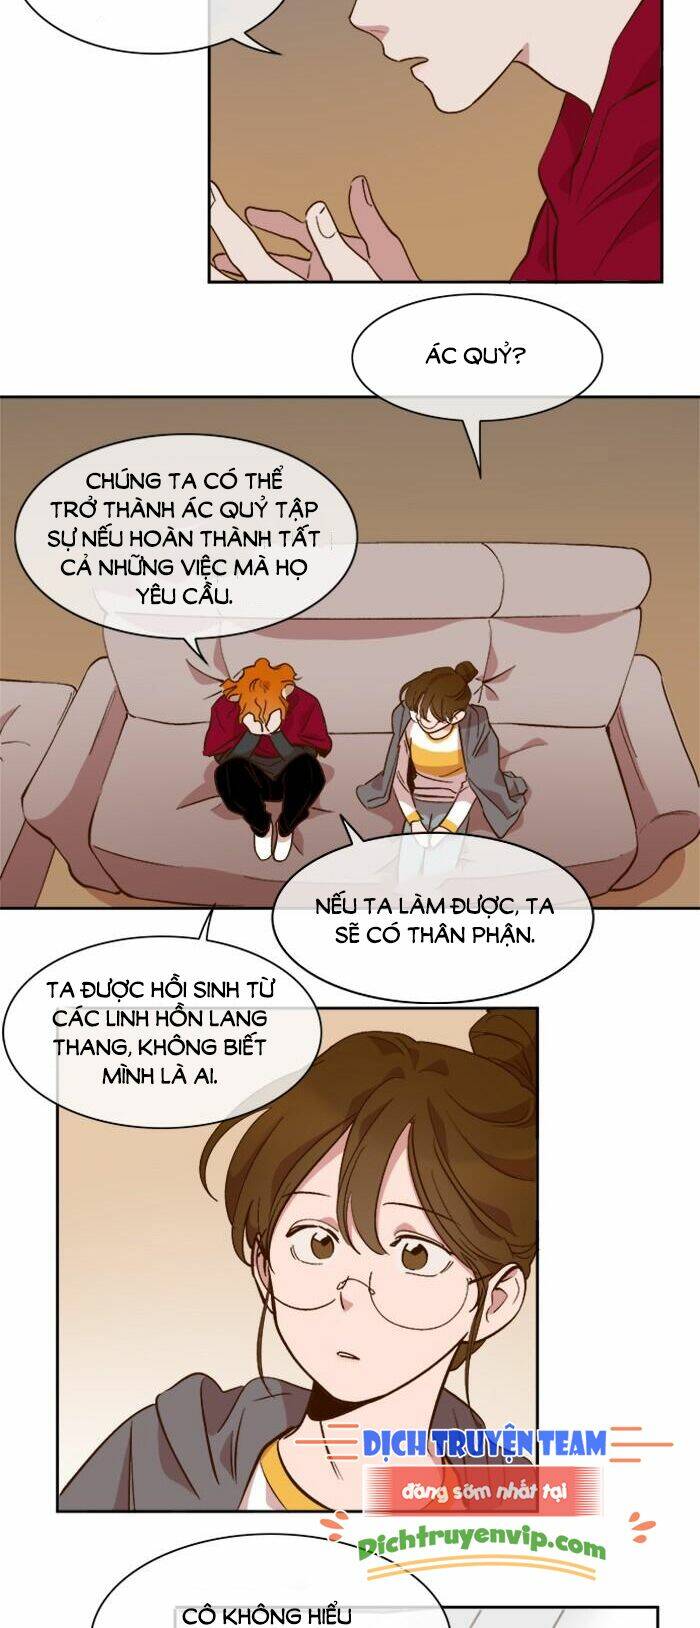 ÁC QUỶ?
CHÚNG TA CÓ THỂ
TRỞ THÀNH ÁC QUỶ TẬP
SỰ NẾU HOÀN THÀNH TẤT
CẢ NHỮNG VIỆC MÀ HỌ
YÊU CẦU.
NẾU TA LÀM ĐƯỢC, TA
SẼ CÓ THÂN PHẬN.
TA ĐƯỢC HỒI SINH TỪ
CÁC LINH HỒN LANG
THANG, KHÔNG BIẾT
MÌNH LÀ AI.
DỊCH TRUYỆN TEAM
đăng sớm nhất tại
Dichtruyenvip.com
CÔ KHÔNG HIỂU